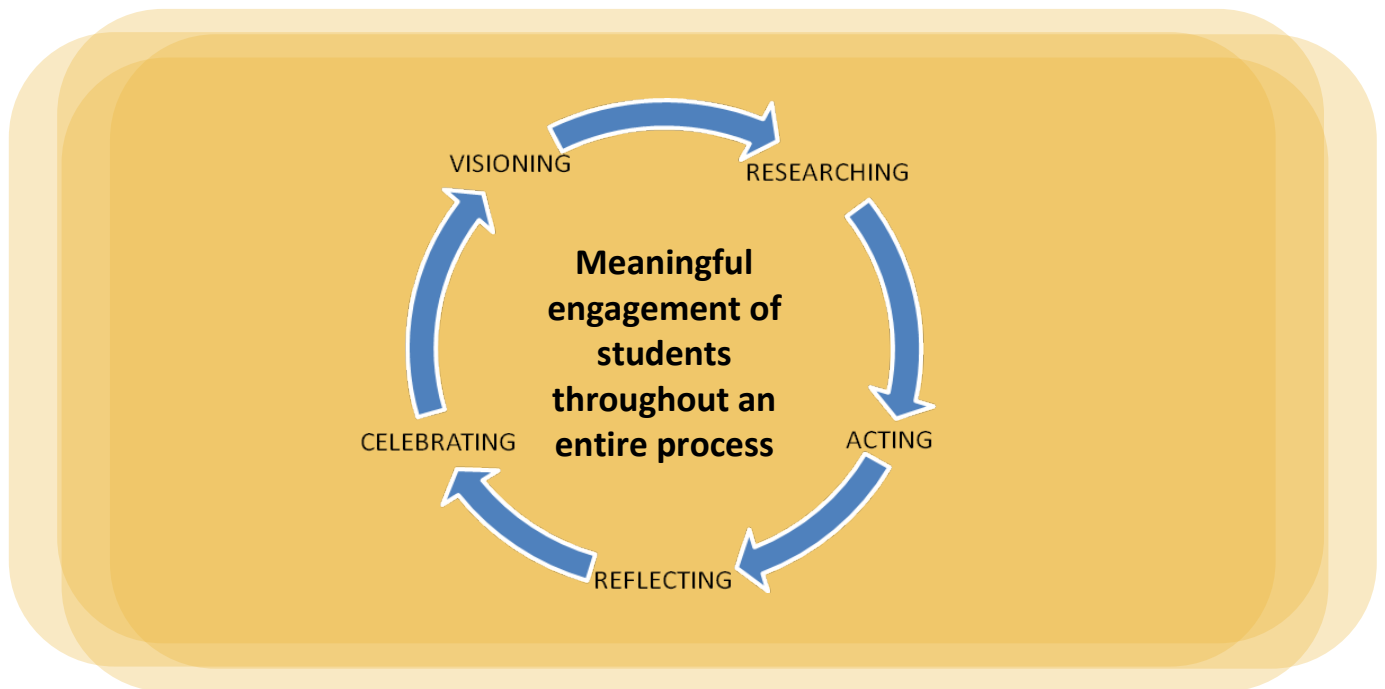 VISIONING
RESEARCHING
Meaningful
engagement of
students
throughout an
entire process
CELEBRATING
ACTING
REFLECTING